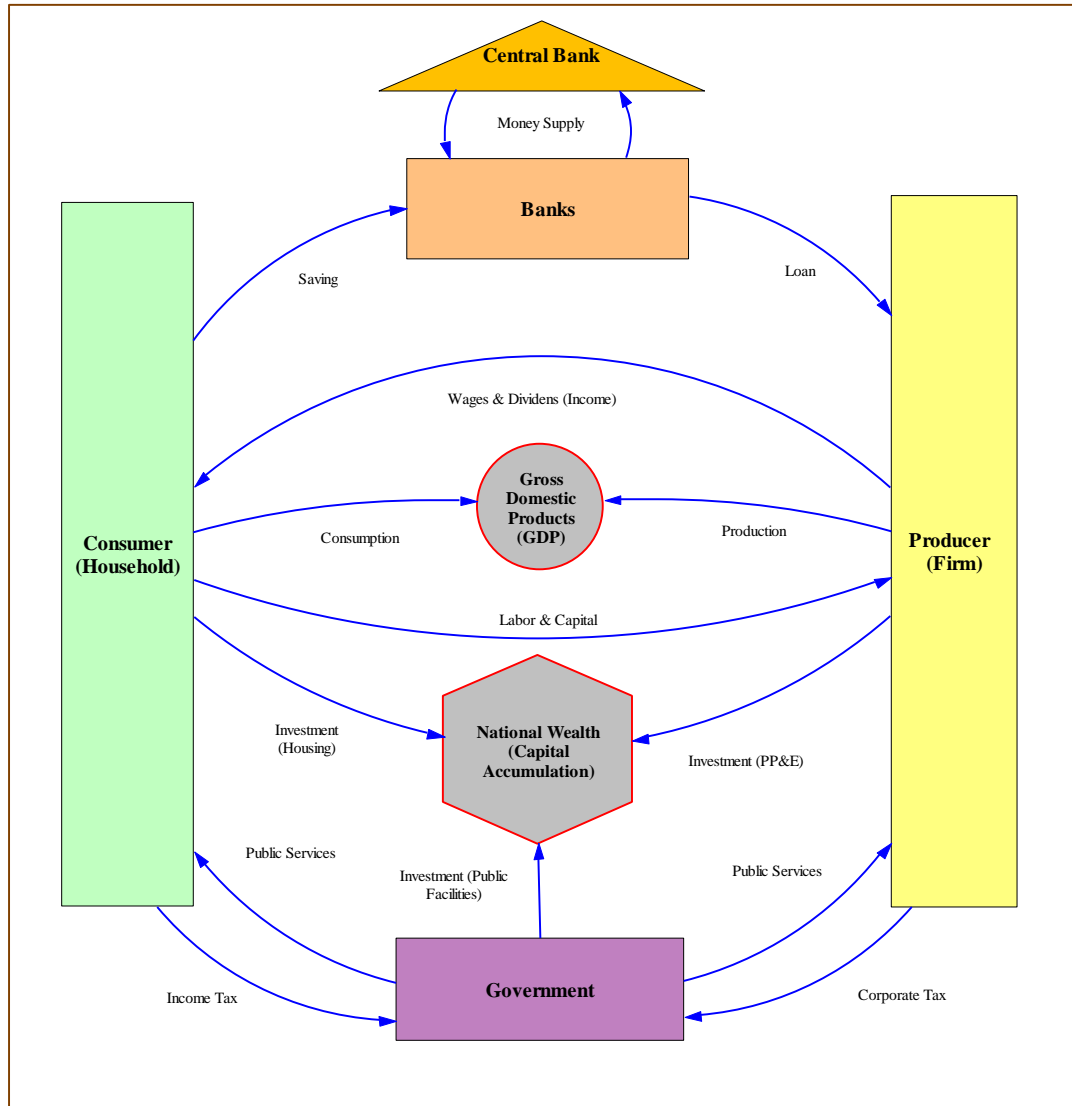 Central Bank
Money Supply
Banks
Saving
Loan
Wages & Dividens (Income)
Gross
Domestic
Products
(GDP)
Consumption
Production
Consumer
(Household)
Producer
(Firm)
Labor & Capital
Investment
(Housing)
National Wealth
(Capital
Accumulation)
Investment (PP&E)
Public Services
Investment (Public
Facilities)
Public Services
Government
Income Tax
Corporate Tax